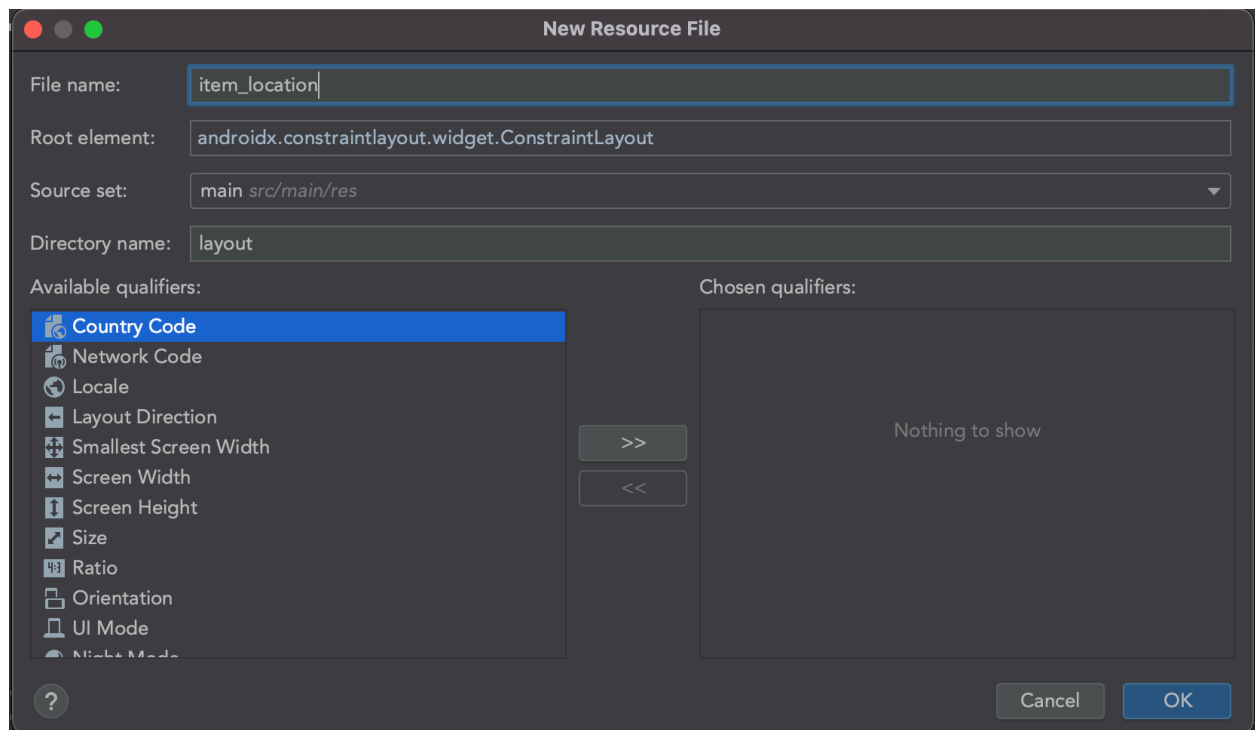 New Resource File
File name: item_location
Root element: androidx.constraintlayout.widget.ConstraintLayout
Source set: main src/main/res
Directory name: layout
Available qualifiers: Chosen qualifiers:
Country Code
Network Code
Locale
Layout Direction
Nothing to show
Smallest Screen Width
>>
Screen Width
<<
Screen Height
Size
Ratio
Orientation
UI Mode
Night Mode
? Cancel OK